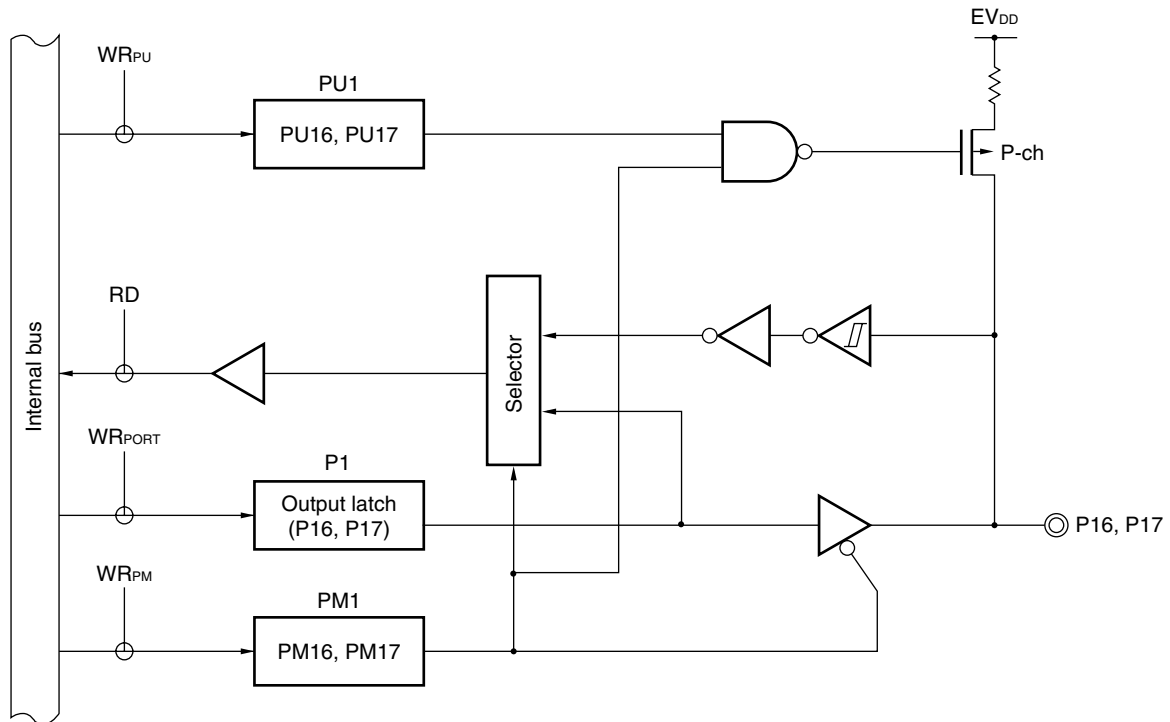 EVDD
WRPU
PU1
PU16, PU17
P-ch
RD
Selector
Internal bus
WRPORT
P1
Output latch
(P16, P17)
P16, P17
WRPM
PM1
PM16, PM17